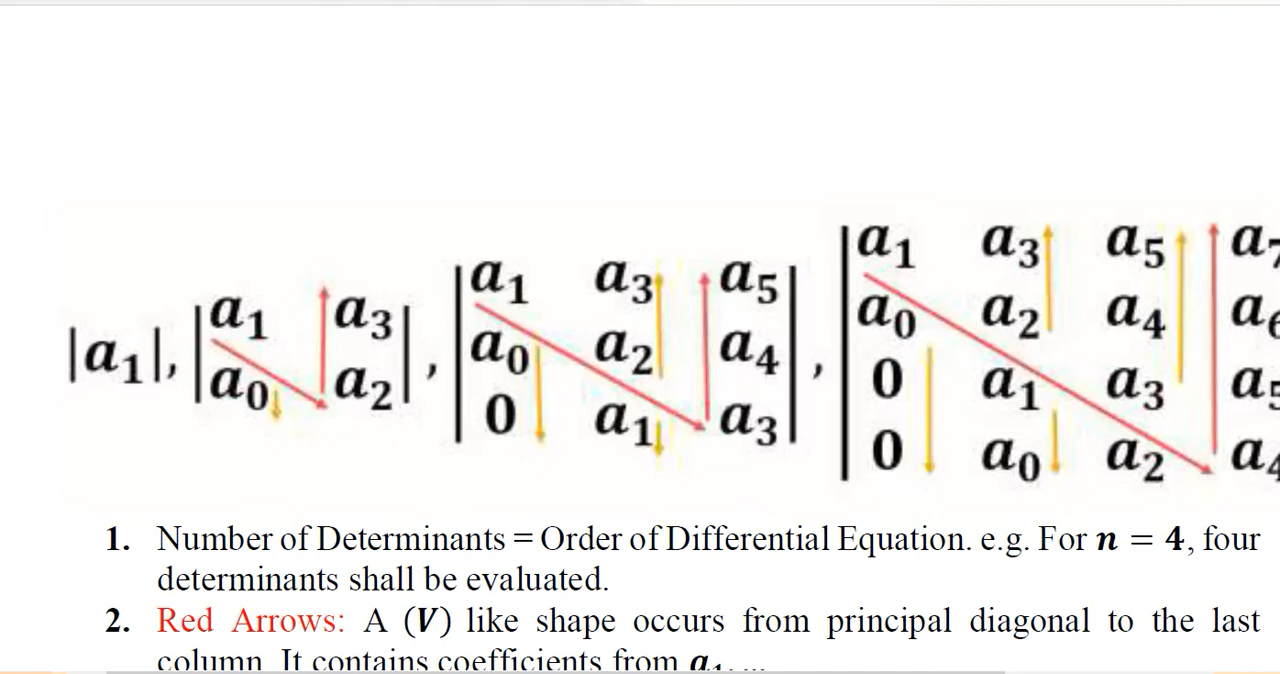 |a₁|, |a₁ a₃|, |a₁ a₃ a₅|, |a₁ a₃ a₅
|a₀ a₂| |a₀ a₂ a₄| |a₀ a₂ a₄
|0 a₁ a₃| |0 a₁ a₃
|0 a₀ a₂
1. Number of Determinants = Order of Differential Equation. e.g. For n = 4, four
determinants shall be evaluated.
2. Red Arrows: A (V) like shape occurs from principal diagonal to the last
column. It contains coefficients from a₁, ...